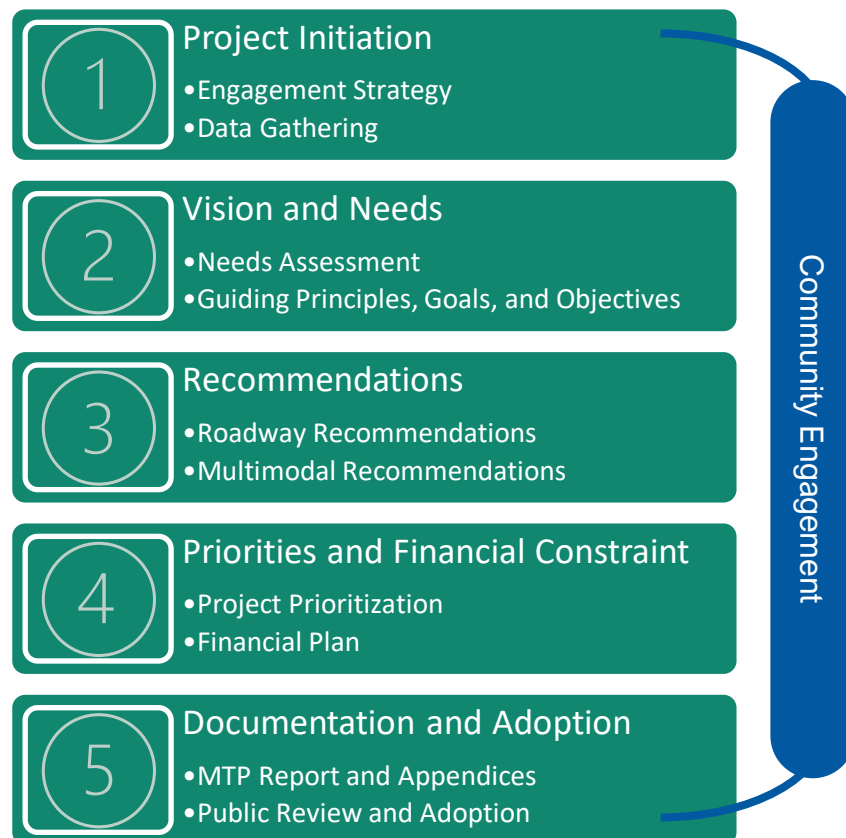 1
Project Initiation
•Engagement Strategy
•Data Gathering
2
Vision and Needs
•Needs Assessment
•Guiding Principles, Goals, and Objectives
3
Recommendations
•Roadway Recommendations
•Multimodal Recommendations
4
Priorities and Financial Constraint
•Project Prioritization
•Financial Plan
5
Documentation and Adoption
•MTP Report and Appendices
•Public Review and Adoption
Community Engagement